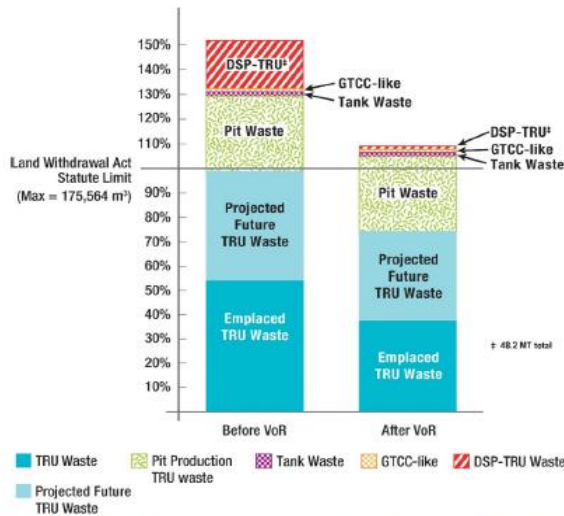 150%
140%
130%
120%
110%
Land Withdrawal Act
Statute Limit
(Max = 175,564 m³)
90%
80%
70%
60%
50%
40%
30%
20%
10%
DSP-TRU‡
GTCC-like
Tank Waste
Pit Waste
Projected
Future
TRU Waste
Emplaced
TRU Waste
DSP-TRU‡
GTCC-like
Tank Waste
Pit Waste
Projected
Future
TRU Waste
Emplaced
TRU Waste
‡ 48.2 MT total
Before VoR
After VoR
TRU Waste
Pit Production
TRU waste
Tank Waste
GTCC-like
DSP-TRU Waste
Projected Future
TRU Waste